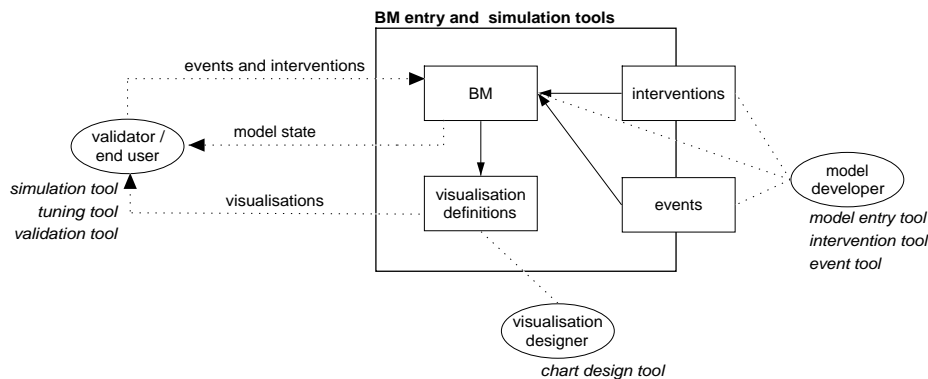 BM entry and simulation tools
events and interventions
BM
interventions
model state
validator /
end user
simulation tool
tuning tool
validation tool
visualisations
visualisation
definitions
events
model
developer
model entry tool
intervention tool
event tool
visualisation
designer
chart design tool